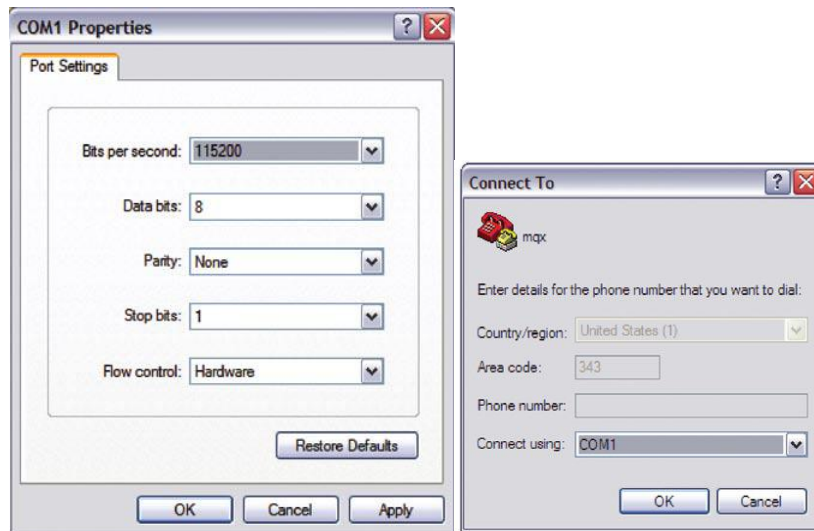 COM1 Properties
Port Settings
Bits per second: 115200
Data bits: 8
Parity: None
Stop bits: 1
Flow control: Hardware
Restore Defaults
OK Cancel Apply
Connect To
mqx
Enter details for the phone number that you want to dial:
Country/region: United States (1)
Area code: 343
Phone number:
Connect using: COM1
OK Cancel